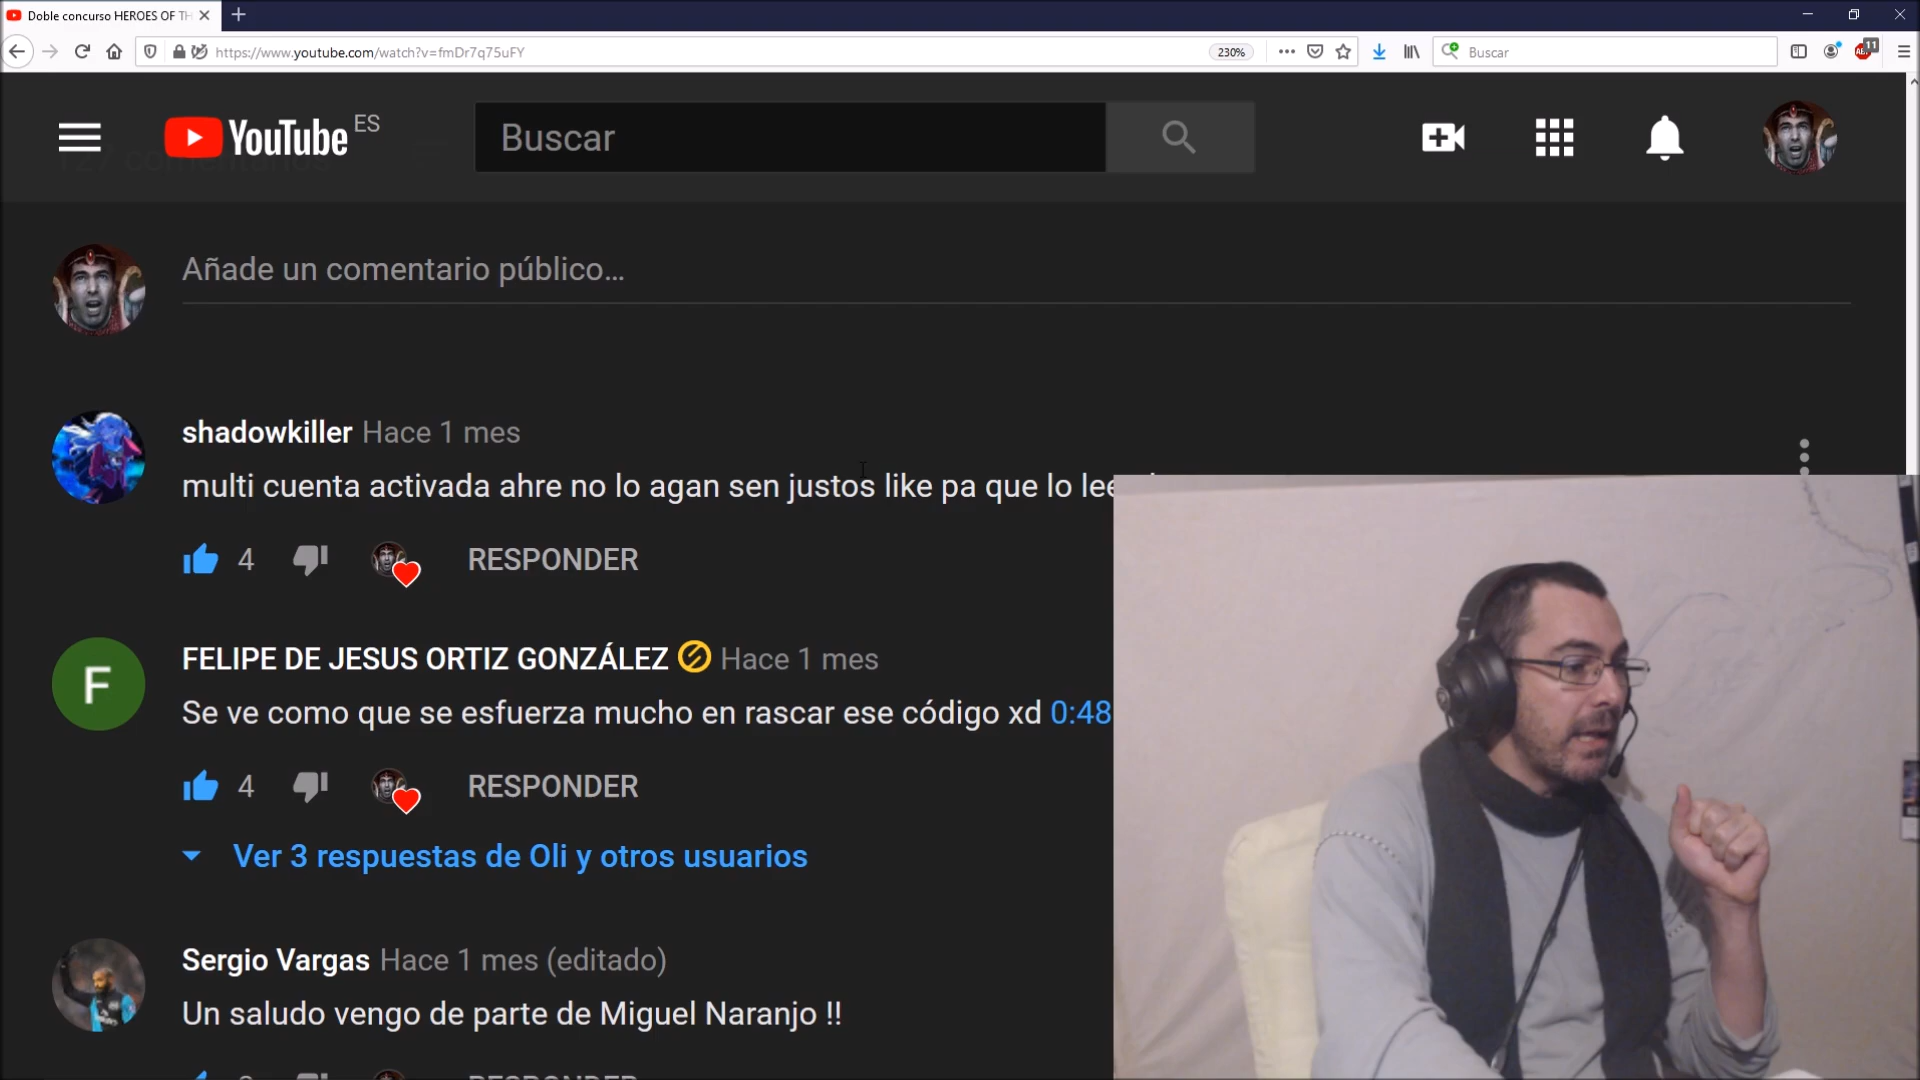 Doble concurso HEROES OF TH
https://www.youtube.com/watch?v=fmDr7q75uFY
230%
Buscar
11
YouTube ES
Buscar
127 comentarios
Añade un comentario público...
shadowkiller Hace 1 mes
multi cuenta activada ahre no lo agan sen justos like pa que lo lee
4 RESPONDER
F
FELIPE DE JESUS ORTIZ GONZÁLEZ Hace 1 mes
Se ve como que se esfuerza mucho en rascar ese código xd 0:48
4 RESPONDER
Ver 3 respuestas de Oli y otros usuarios
Sergio Vargas Hace 1 mes (editado)
Un saludo vengo de parte de Miguel Naranjo !!
RESPONDER